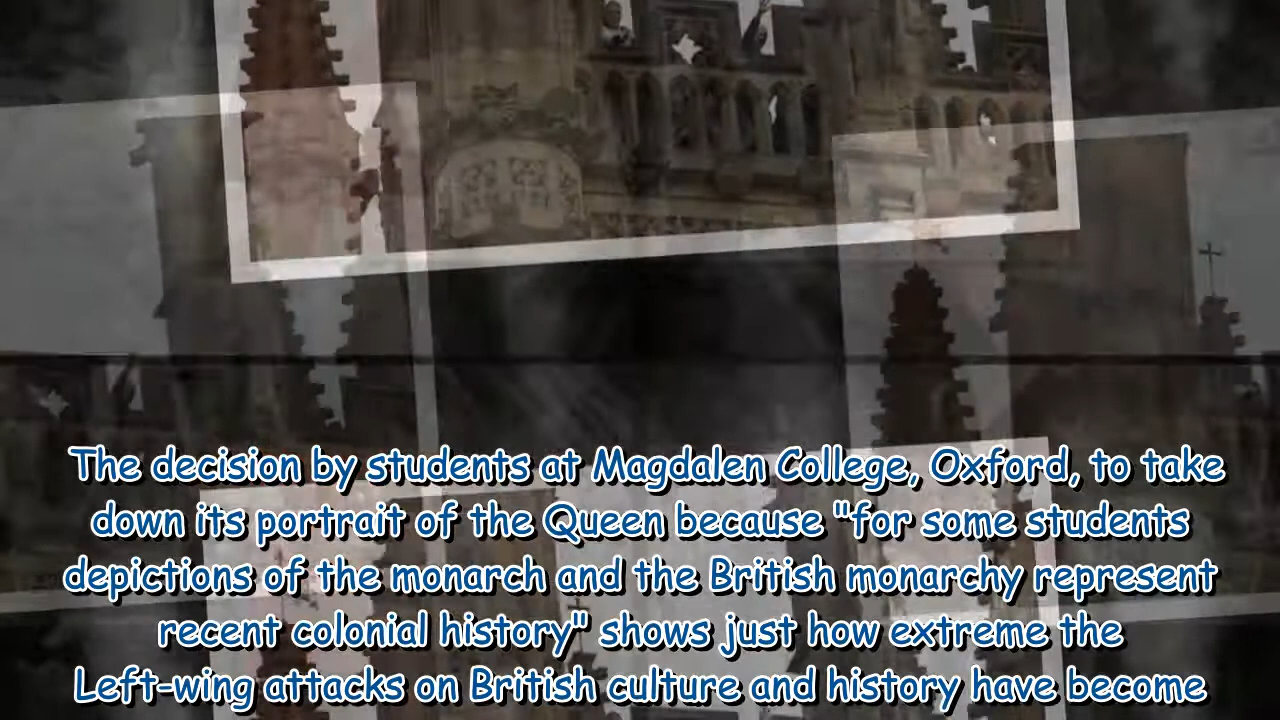 The decision by students at Magdalen College, Oxford, to take
down its portrait of the Queen because "for some students
depictions of the monarch and the British monarchy represent
recent colonial history" shows just how extreme the
Left-wing attacks on British culture and history have become